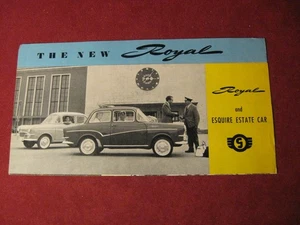 THE NEW Royal
Royal
and
ESQUIRE ESTATE CAR
G